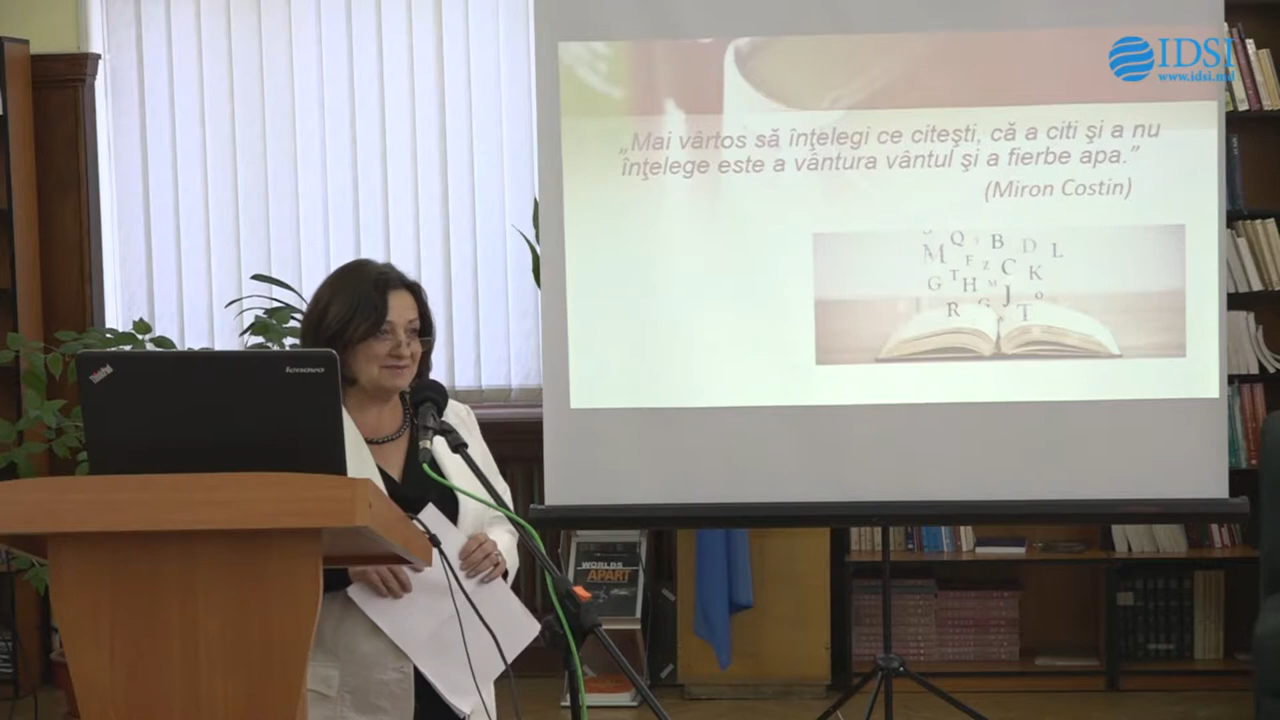 IDSI
www.idsi.md
„Mai vârtos să înţelegi ce citeşti, că a citi şi a nu
înţelege este a vântura vântul şi a fierbe apa.”
(Miron Costin)
M Q B D L
F Z C K
G T H M J o
R G T
ThinkPad
lenovo
WORLDS
APART